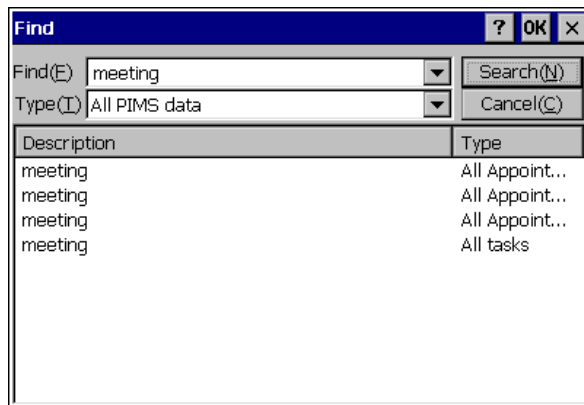 Find ? OK ×
Find(F) meeting Search(N)
Type(T) All PIMS data Cancel(C)
Description Type
meeting All Appoint...
meeting All Appoint...
meeting All Appoint...
meeting All tasks